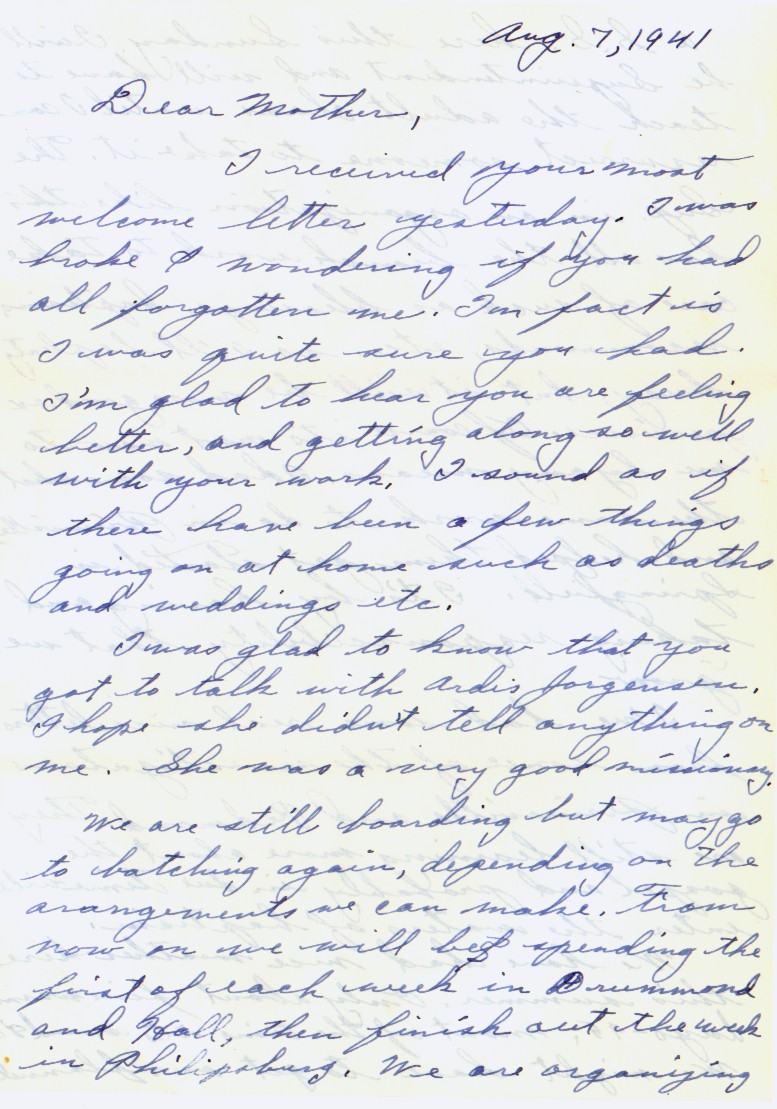 Aug. 7, 1941
Dear Mother,
I received your most
welcome letter yesterday. I was
broke & wondering if you had
all forgotten me. Im fact is
I was quite sure you had.
I'm glad to hear you are feeling
better, and getting along so well
with your work. I sound as if
there have been a few things
going on at home such as deaths
and weddings etc.
I was glad to know that you
got to talk with Ardis Jorgensen.
I hope she didn't tell anything on
me. She was a very good missionary.
We are still boarding but may go
to batching again, depending on the
arangements we can make. From
now on we will be spending the
first of each week in Drummond
and Hall, then finish out the week
in Philipsburg. We are organizing